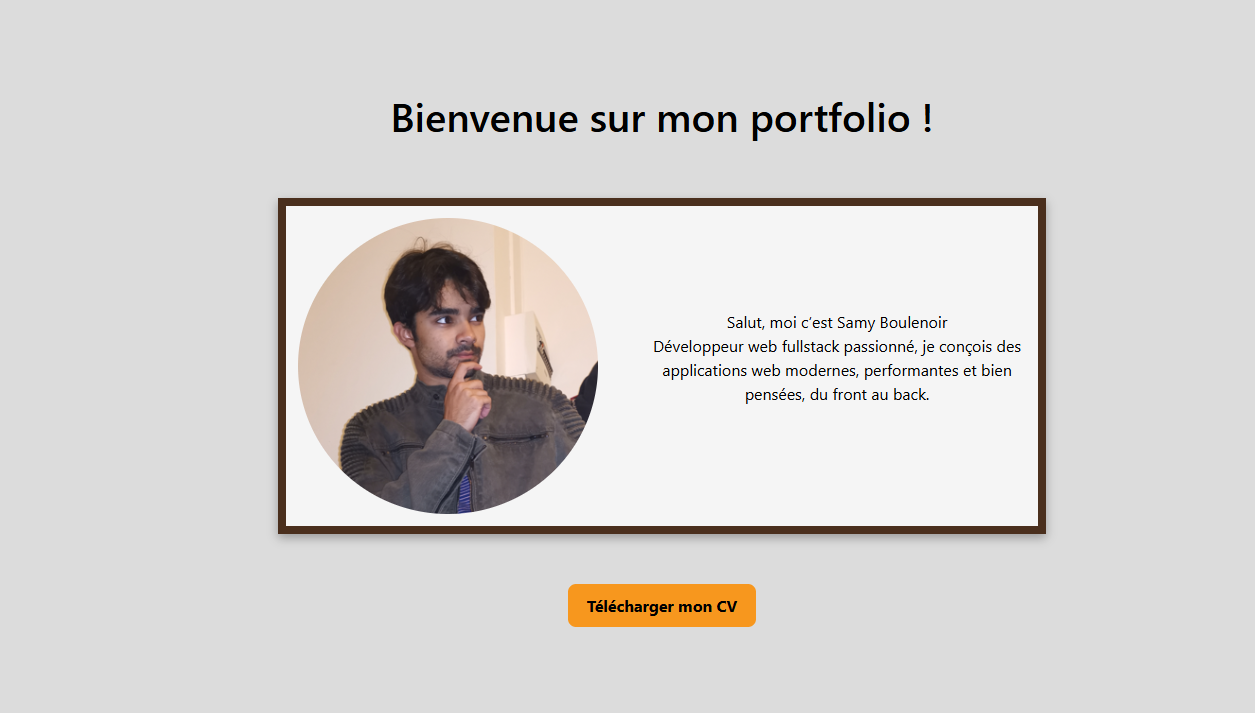 Bienvenue sur mon portfolio !
Salut, moi c’est Samy Boulenoir
Développeur web fullstack passionné, je conçois des
applications web modernes, performantes et bien
pensées, du front au back.
Télécharger mon CV